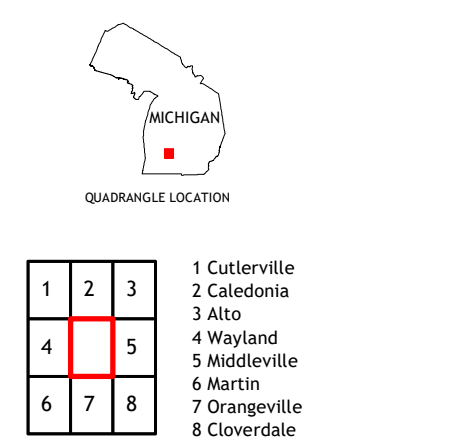 MICHIGAN
QUADRANGLE LOCATION
1 2 3
4 5
6 7 8
1 Cutlerville
2 Caledonia
3 Alto
4 Wayland
5 Middleville
6 Martin
7 Orangeville
8 Cloverdale